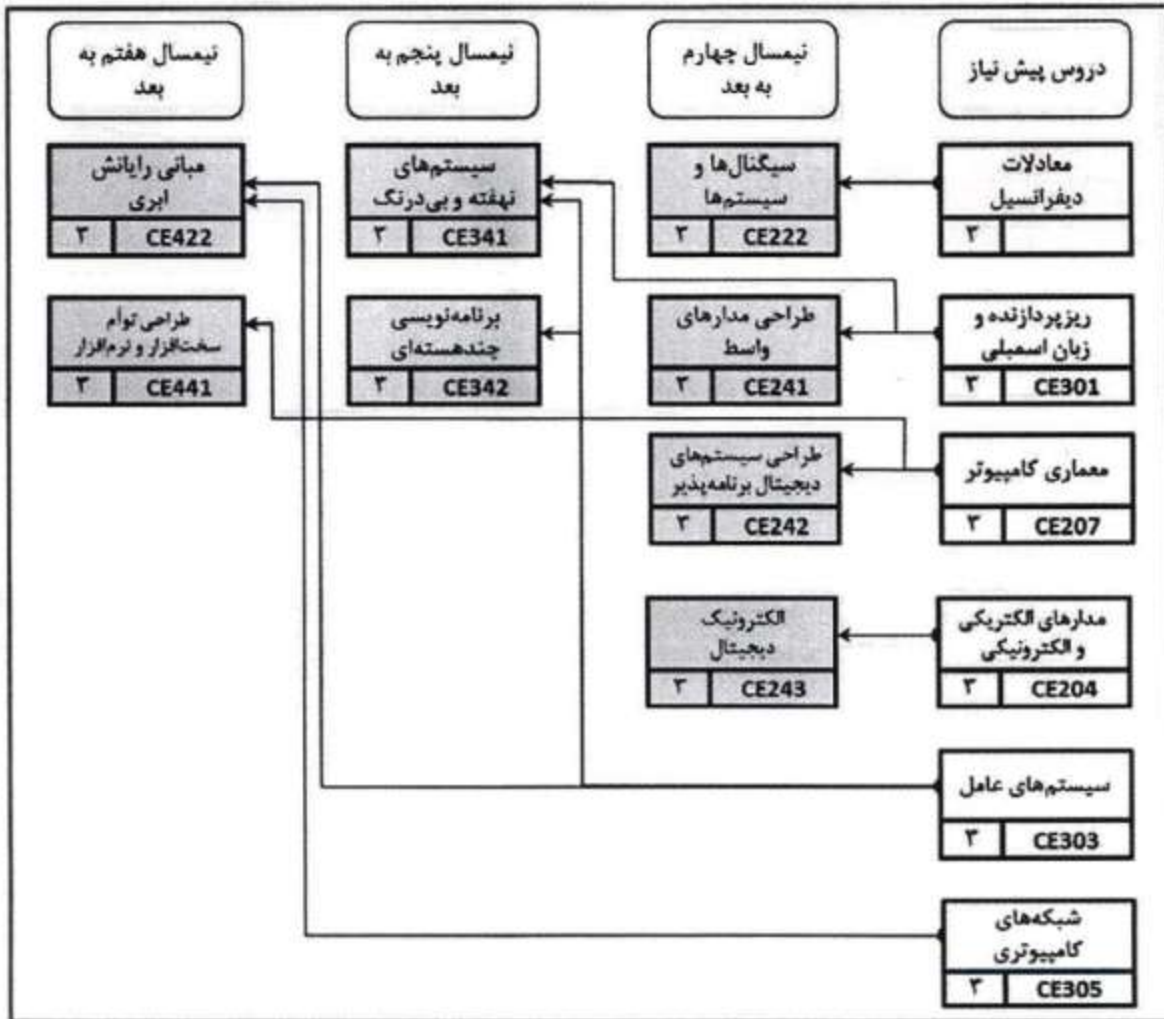 دروس پیش نیاز
نیمسال چهارم
به بعد
نیمسال پنجم به
بعد
نیمسال هفتم به
بعد
معادلات
دیفرانسیل
۳
سیگنال‌ها و
سیستم‌ها
CE222 ۳
سیستم‌های
نهفته و بی‌درنگ
CE341 ۳
مبانی رایانش
ابری
CE422 ۳
ریزپردازنده و
زبان اسمبلی
CE301 ۳
طراحی مدارهای
واسط
CE241 ۳
برنامه‌نویسی
چندهسته‌ای
CE342 ۳
طراحی توأم
سخت‌افزار و نرم‌افزار
CE441 ۳
معماری کامپیوتر
CE207 ۳
طراحی سیستم‌های
دیجیتال برنامه‌پذیر
CE242 ۳
مدارهای الکتریکی
و الکترونیکی
CE204 ۳
الکترونیک
دیجیتال
CE243 ۳
سیستم‌های عامل
CE303 ۳
شبکه‌های
کامپیوتری
CE305 ۳